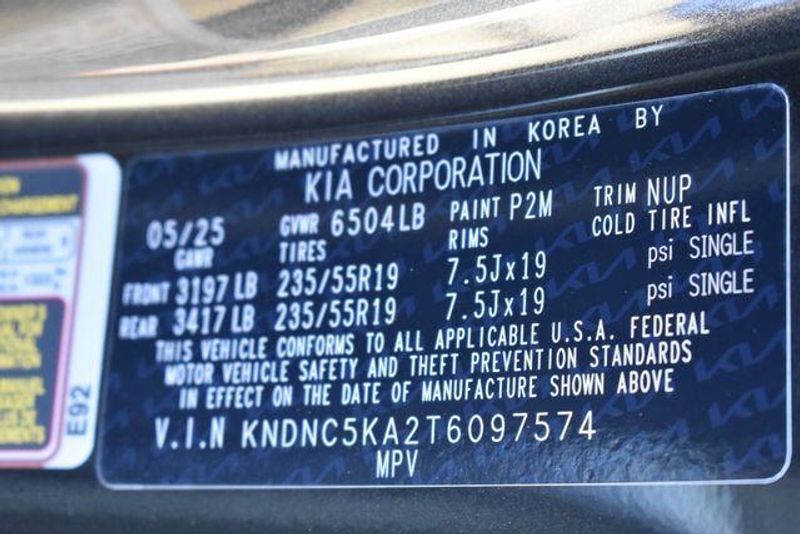 MANUFACTURED IN KOREA BY
KIA CORPORATION
05/25 GVWR 6504LB PAINT P2M TRIM NUP
GAWR TIRES RIMS COLD TIRE INFL
FRONT 3197 LB 235/55R19 7.5Jx19 psi SINGLE
REAR 3417 LB 235/55R19 7.5Jx19 psi SINGLE
THIS VEHICLE CONFORMS TO ALL APPLICABLE U.S.A. FEDERAL
MOTOR VEHICLE SAFETY AND THEFT PREVENTION STANDARDS
IN EFFECT ON THE DATE OF MANUFACTURE SHOWN ABOVE
V.I.N KNDNC5KA2T6097574
MPV
E92